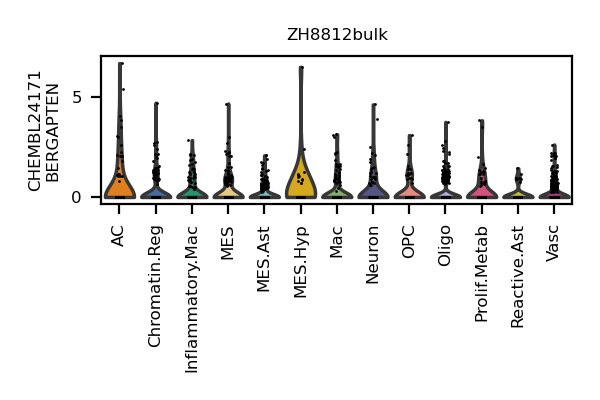 ZH8812bulk
CHEMBL24171
BERGAPTEN
5
0
AC
Chromatin.Reg
Inflammatory.Mac
MES
MES.Ast
MES.Hyp
Mac
Neuron
OPC
Oligo
Prolif.Metab
Reactive.Ast
Vasc